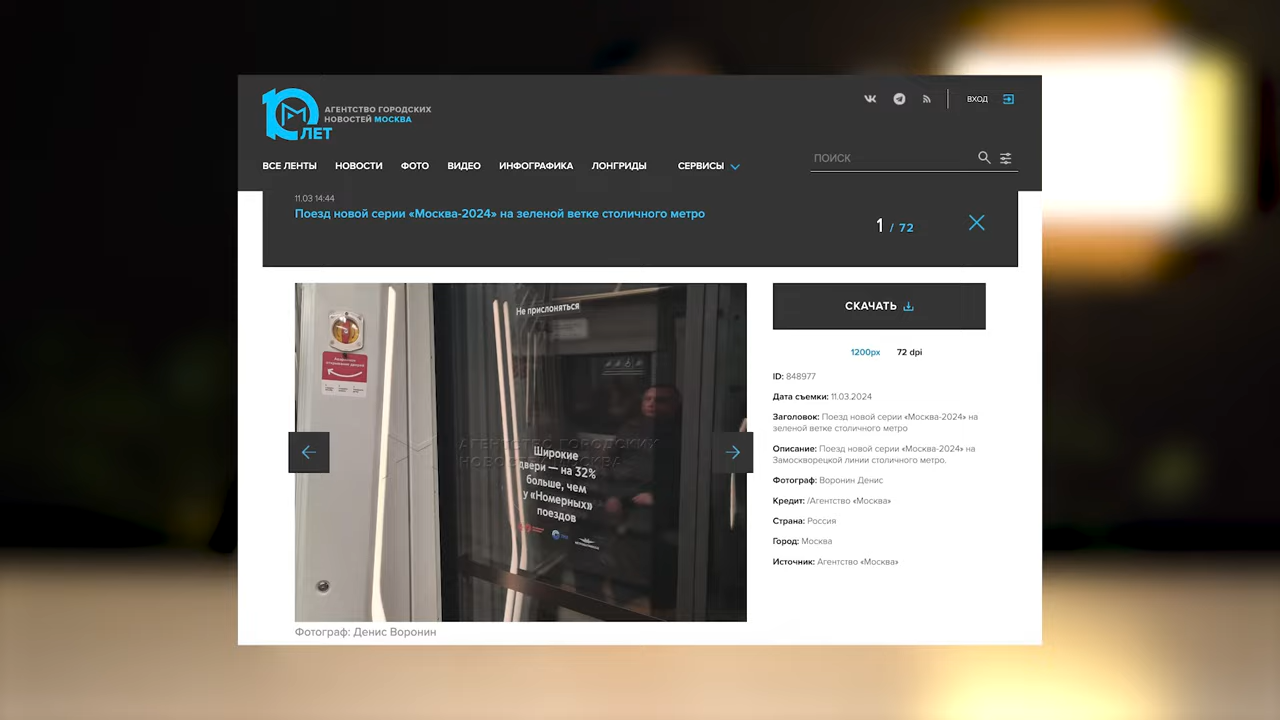 10 ЛЕТ
АГЕНТСТВО ГОРОДСКИХ
НОВОСТЕЙ МОСКВА
ВХОД
ВСЕ ЛЕНТЫ НОВОСТИ ФОТО ВИДЕО ИНФОГРАФИКА ЛОНГРИДЫ СЕРВИСЫ
ПОИСК
11.03 14:44
Поезд новой серии «Москва-2024» на зеленой ветке столичного метро
1 / 72
Не прислоняться
АГЕНТСТВО ГОРОДСКИХ
НОВОСТЕЙ МОСКВА
Широкие
двери — на 32%
больше, чем
у «Номерных»
поездов
Фотограф: Денис Воронин
СКАЧАТЬ
1200px 72 dpi
ID: 848977
Дата съемки: 11.03.2024
Заголовок: Поезд новой серии «Москва-2024» на
зеленой ветке столичного метро
Описание: Поезд новой серии «Москва-2024» на
Замоскворецкой линии столичного метро.
Фотограф: Воронин Денис
Кредит: /Агентство «Москва»
Страна: Россия
Город: Москва
Источник: Агентство «Москва»